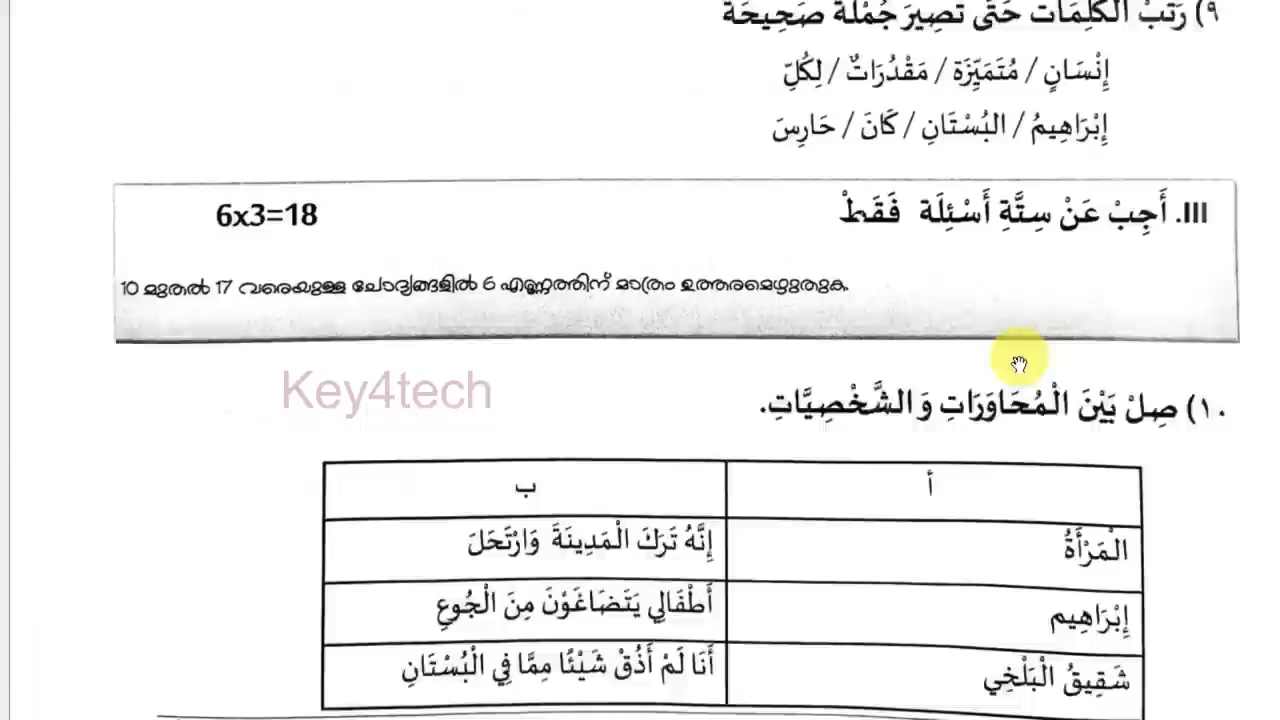 ٩) رَتِّبْ الْكَلِمَاتِ حَتَّى تَصِيرَ جُمْلَةً صَحِيحَةً
إِنْسَانٍ / مُتَمَيِّزَة / مَقْدُرَاتٌ / لِكُلِّ
إِبْرَاهِيمُ / البُسْتَانِ / كَانَ / حَارِسَ
III. أَجِبْ عَنْ سِتَّةِ أَسْئِلَة فَقَطْ
6x3=18
10 മുതൽ 17 വരെയുള്ള ചോദ്യങ്ങളിൽ 6 എണ്ണത്തിന് മാത്രം ഉത്തരമെഴുതുക.
Key4tech
١٠) صِلْ بَيْنَ الْمُحَاوَرَاتِ وَ الشَّخْصِيَّاتِ.
أ ب
الْمَرْأَةُ إِنَّهُ تَرَكَ الْمَدِينَةَ وَارْتَحَلَ
إِبْرَاهِيم أَطْفَالِي يَتَضَاغَوْنَ مِنَ الْجُوعِ
شَقِيقُ الْبَلْخِي أَنَا لَمْ أَذُقْ شَيْئًا مِمَّا فِي الْبُسْتَانِ